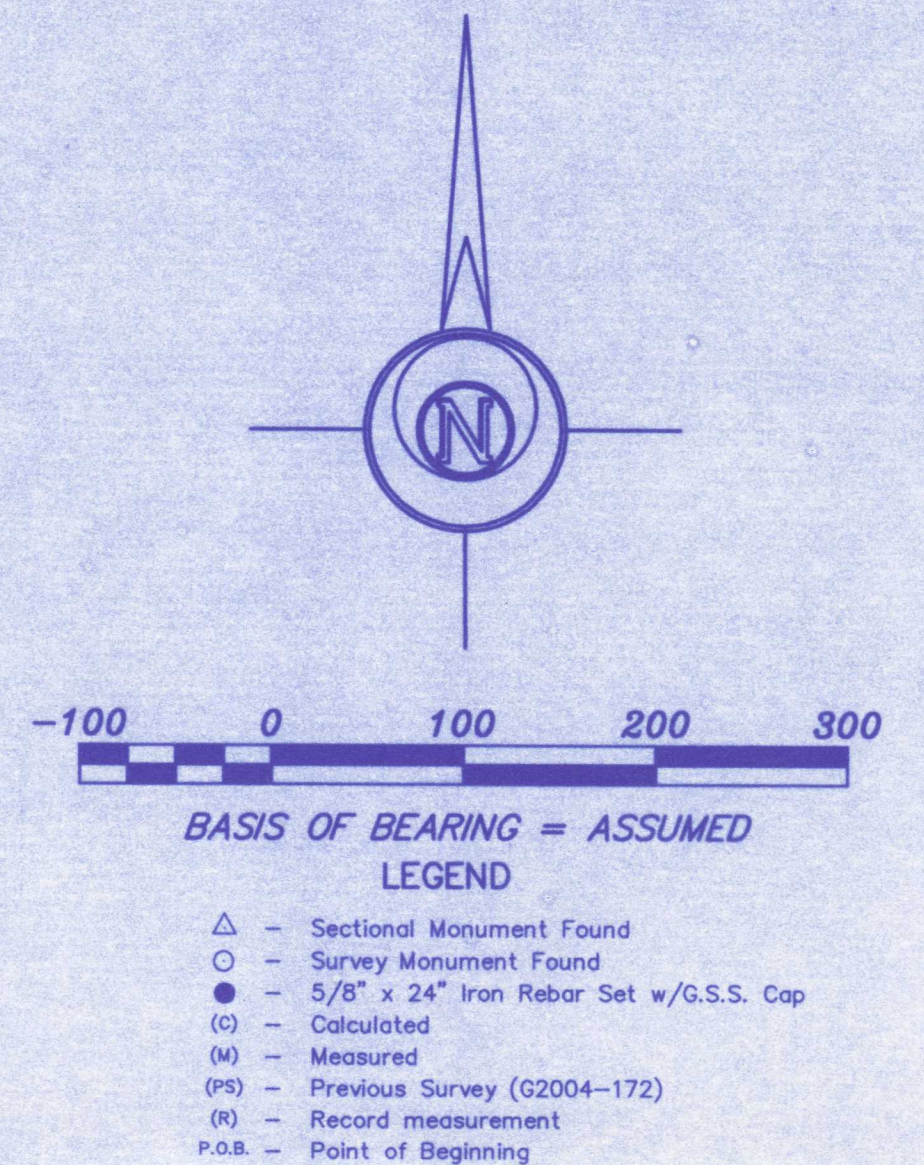 N
-100 0 100 200 300
BASIS OF BEARING = ASSUMED
LEGEND
△ – Sectional Monument Found
○ – Survey Monument Found
● – 5/8" x 24" Iron Rebar Set w/G.S.S. Cap
(C) – Calculated
(M) – Measured
(PS) – Previous Survey (G2004-172)
(R) – Record measurement
P.O.B. – Point of Beginning